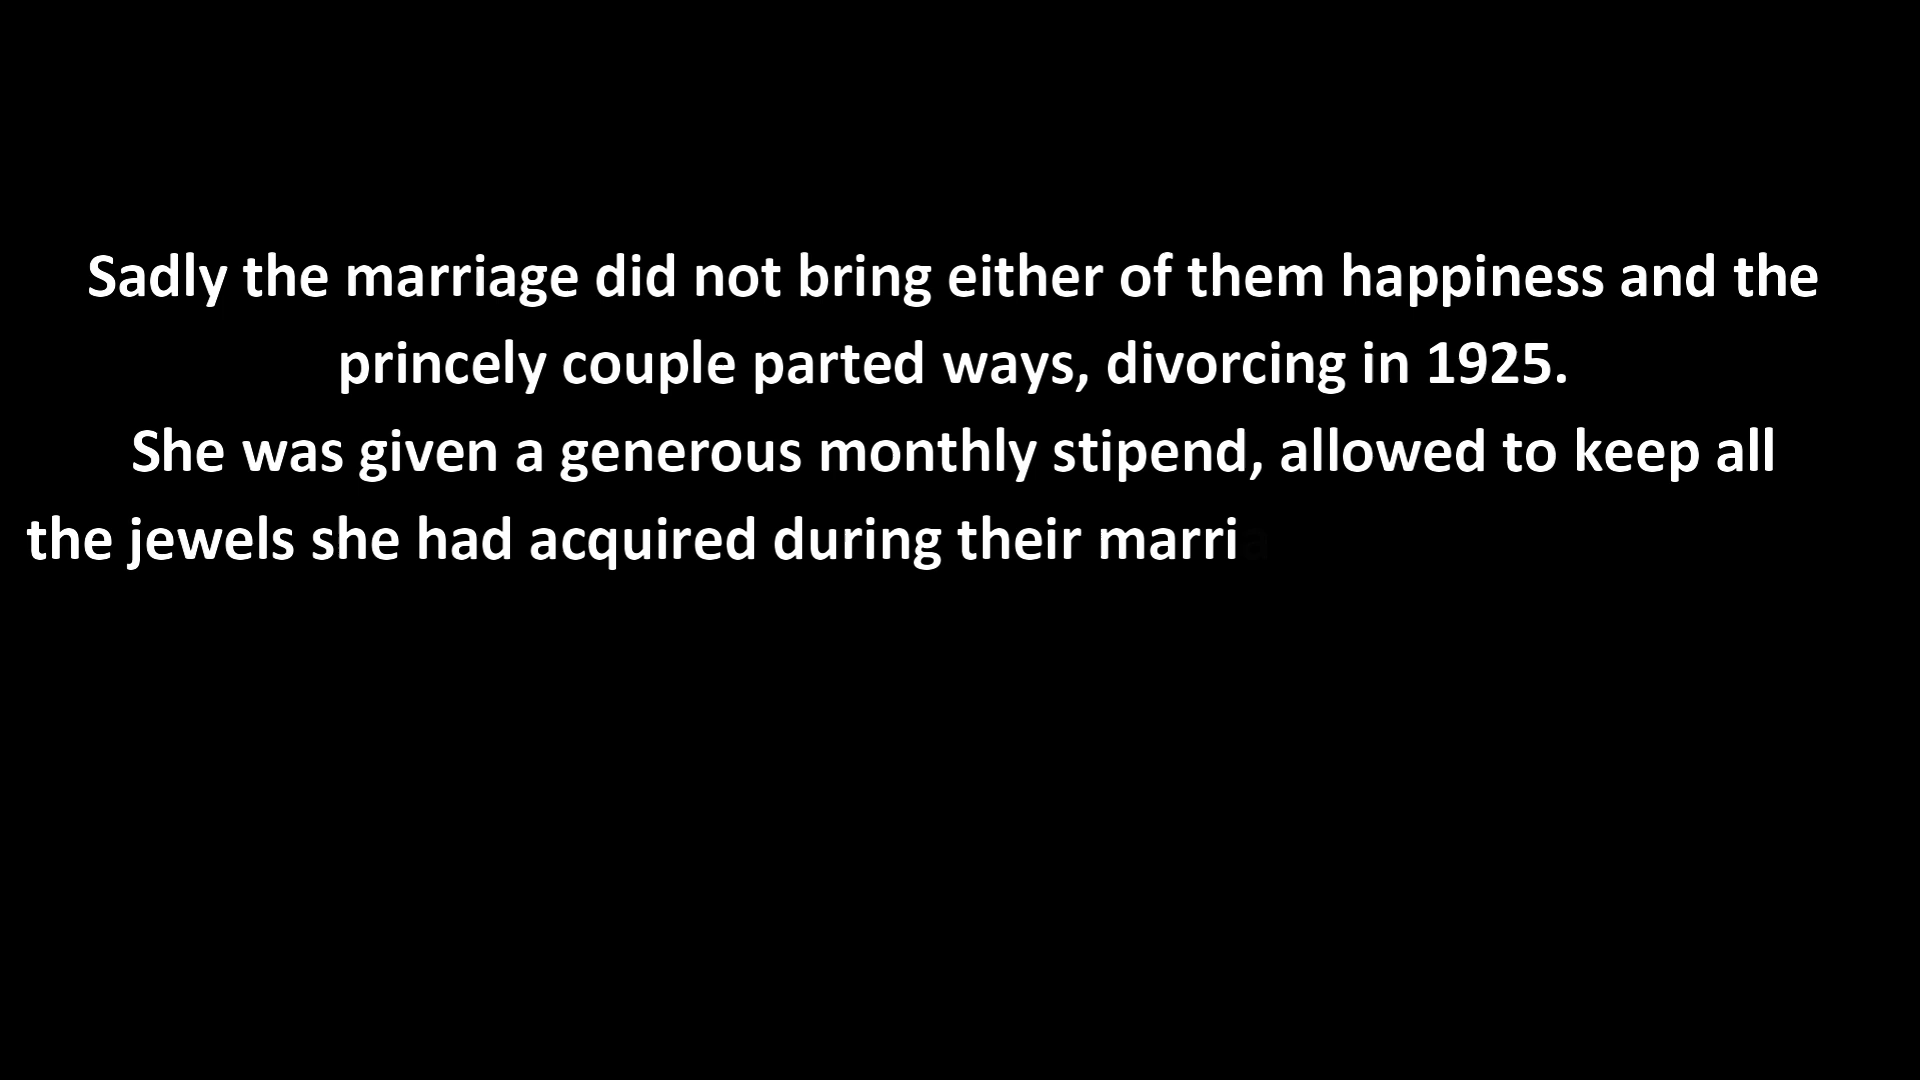 Sadly the marriage did not bring either of them happiness and the
princely couple parted ways, divorcing in 1925.
She was given a generous monthly stipend, allowed to keep all
the jewels she had acquired during their marria